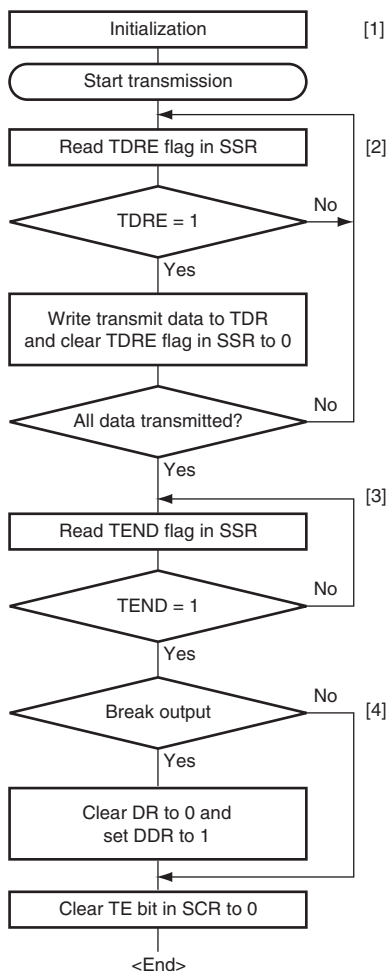 Initialization
[1]
Start transmission
Read TDRE flag in SSR
[2]
TDRE = 1
No
Yes
Write transmit data to TDR
and clear TDRE flag in SSR to 0
All data transmitted?
No
Yes
[3]
Read TEND flag in SSR
TEND = 1
No
Yes
Break output
No
[4]
Yes
Clear DR to 0 and
set DDR to 1
Clear TE bit in SCR to 0
<End>